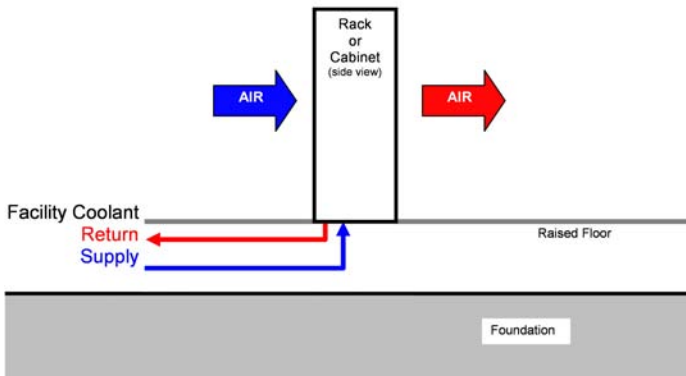 Rack
or
Cabinet
(side view)
AIR
AIR
Facility Coolant
Return
Supply
Raised Floor
Foundation